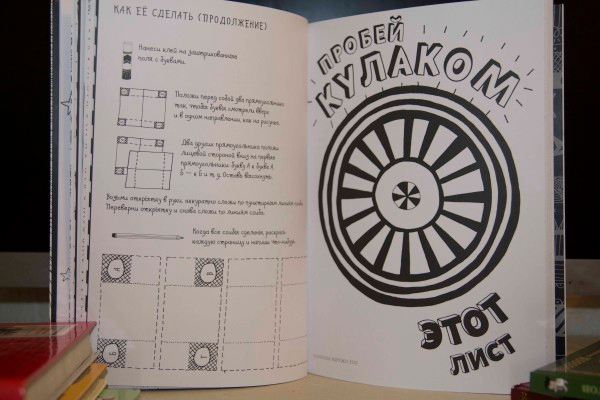 КАК ЕЁ СДЕЛАТЬ (ПРОДОЛЖЕНИЕ)
Нанеси клей на заштрихованные
поля с буквами.
Положи перед собой два прямоугольника
так, чтобы буквы смотрели вверх
и в одном направлении, как на рисунке.
Два других прямоугольника положи
лицевой стороной вниз на первые
прямоугольники: букву А к букве А,
Б — к Б и т. д. Оставь высохнуть.
Возьми открытку в руки, аккуратно сложи по пунктирным линиям сгиба.
Переверни открытку и снова сложи по линиям сгиба.
Когда все сгибы сделаны, раскрась
каждую страницу и напиши что-нибудь.
А
В
Б
Г
ПРОБЕЙ
КУЛАКОМ
ЭТОТ
ЛИСТ